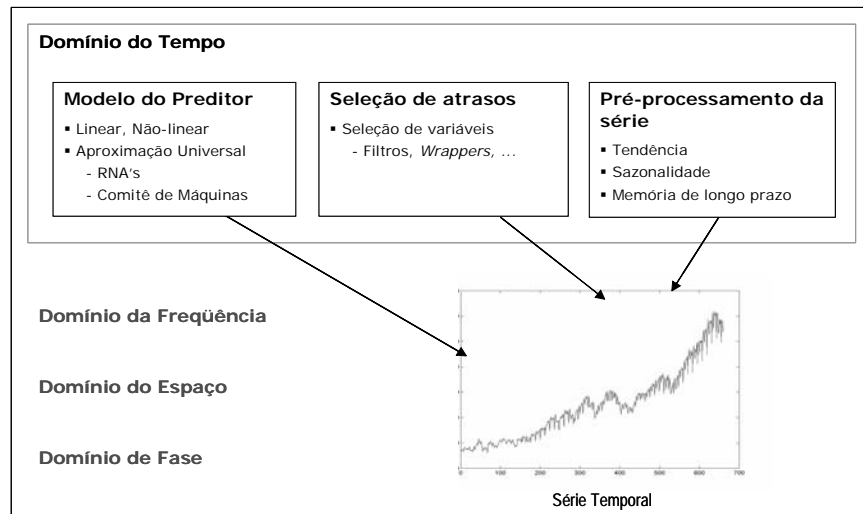 Domínio do Tempo
Modelo do Preditor
▪ Linear, Não-linear
▪ Aproximação Universal
- RNA's
- Comitê de Máquinas
Seleção de atrasos
▪ Seleção de variáveis
- Filtros, Wrappers, ...
Pré-processamento da
série
▪ Tendência
▪ Sazonalidade
▪ Memória de longo prazo
Domínio da Freqüência
Domínio do Espaço
Domínio de Fase
0 100 200 300 400 500 600 700
Série Temporal